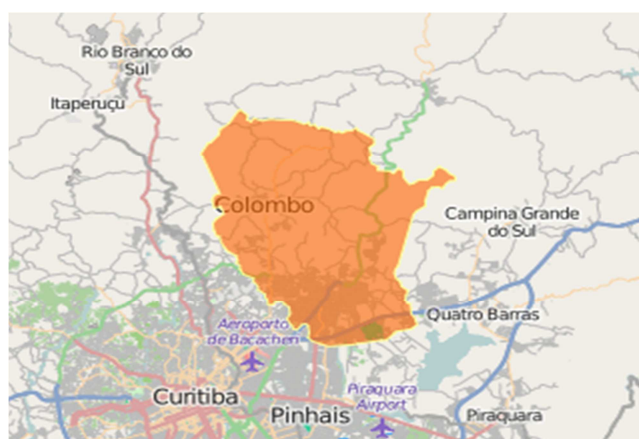 Rio Branco do
Sul
Itaperuçu
Colombo
Campina Grande
do Sul
Quatro Barras
Aeroporto
de Bacacheri
Curitiba
Pinhais
Piraquara
Airport
Piraquara